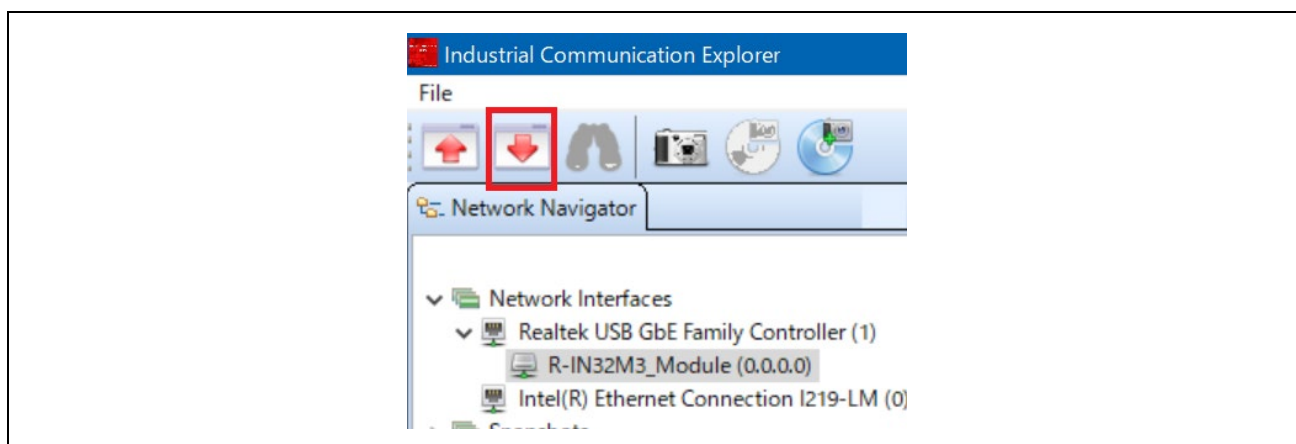 Industrial Communication Explorer
File
Network Navigator
Network Interfaces
Realtek USB GbE Family Controller (1)
R-IN32M3_Module (0.0.0.0)
Intel(R) Ethernet Connection I219-LM (0)